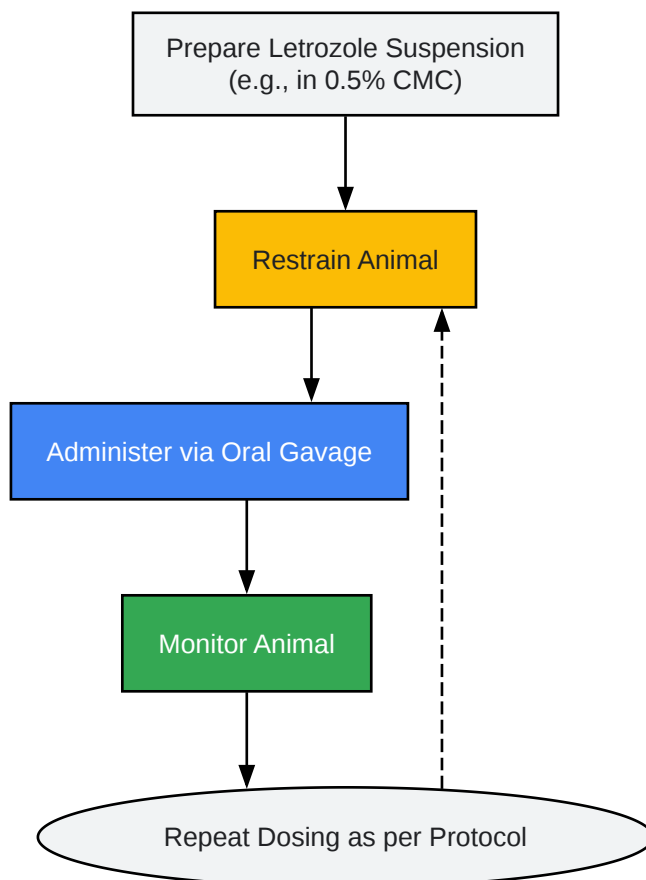 Prepare Letrozole Suspension
(e.g., in 0.5% CMC)
Restrain Animal
Administer via Oral Gavage
Monitor Animal
Repeat Dosing as per Protocol